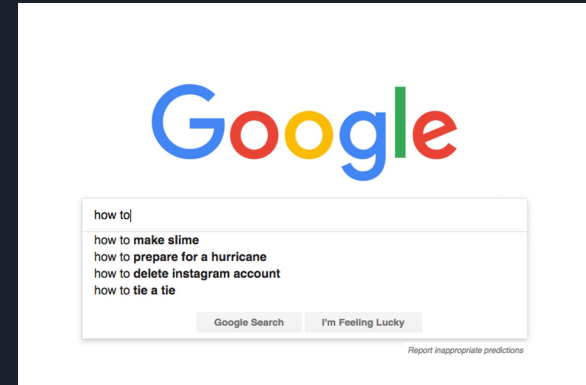 Google
how to
how to make slime
how to prepare for a hurricane
how to delete instagram account
how to tie a tie
Google Search I'm Feeling Lucky
Report inappropriate predictions